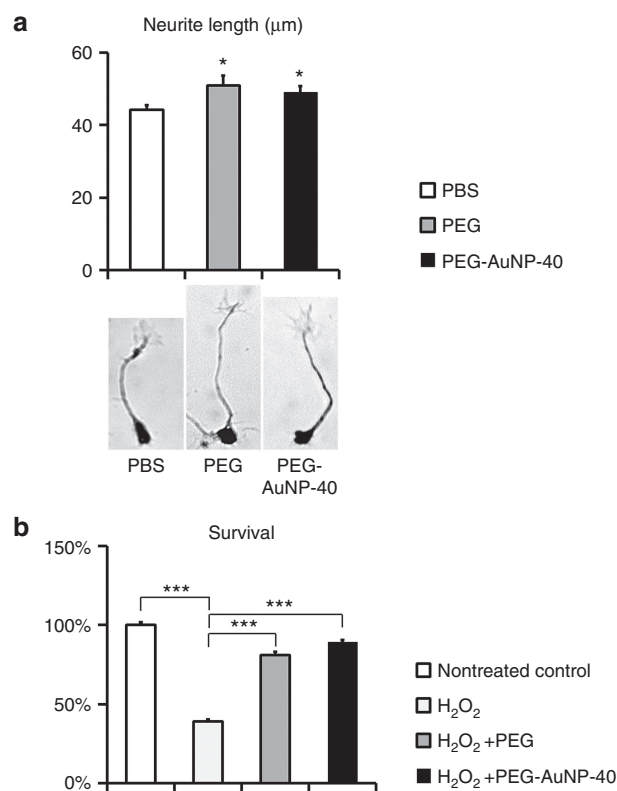 a
Neurite length (μm)
60
40
20
0
*
*
PBS
PEG
PEG-AuNP-40
PBS
PEG
PEG-
AuNP-40
b
Survival
150%
100%
50%
0%
***
***
***
Nontreated control
H₂O₂
H₂O₂ +PEG
H₂O₂ +PEG-AuNP-40